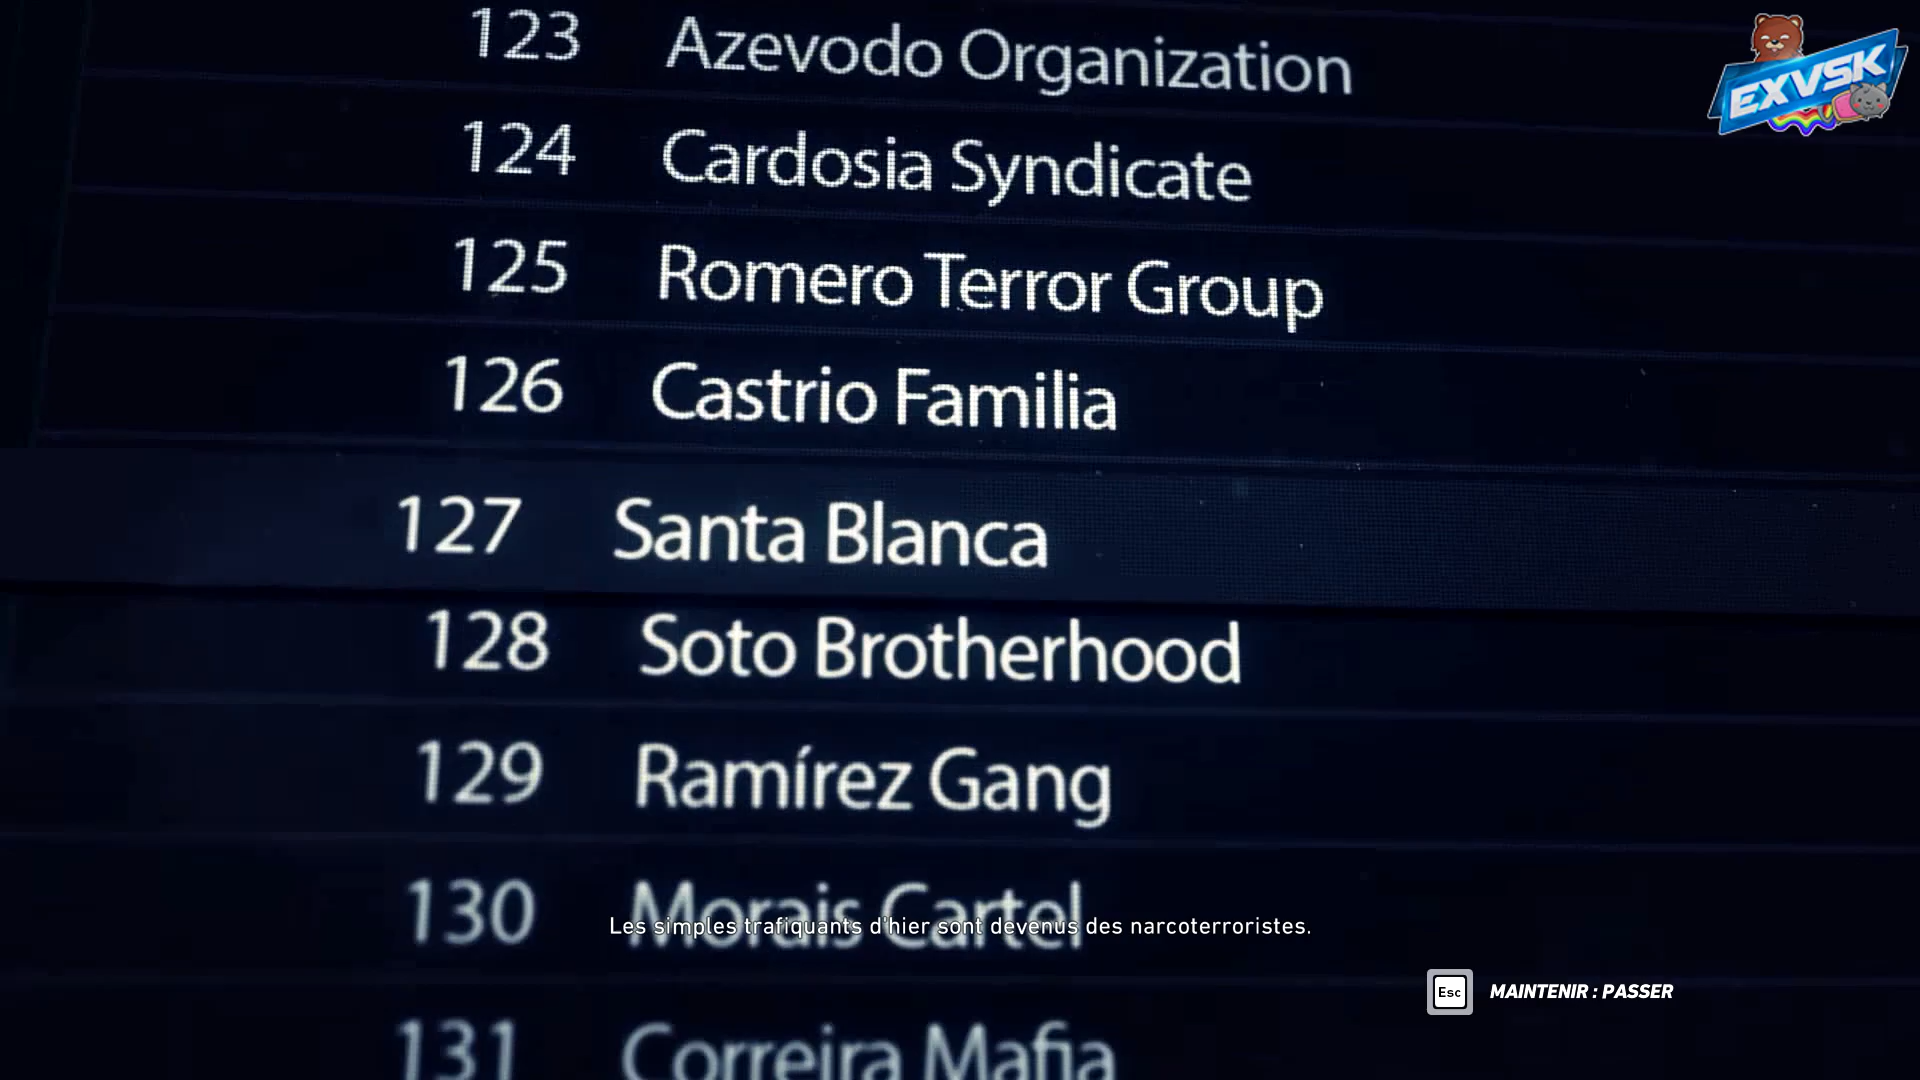 123 Azevodo Organization
EXVSK
124 Cardosia Syndicate
125 Romero Terror Group
126 Castrio Familia
127 Santa Blanca
128 Soto Brotherhood
129 Ramírez Gang
130 Morais Cartel
Les simples trafiquants d'hier sont devenus des narcoterroristes.
Esc MAINTENIR : PASSER
131 Correira Mafia